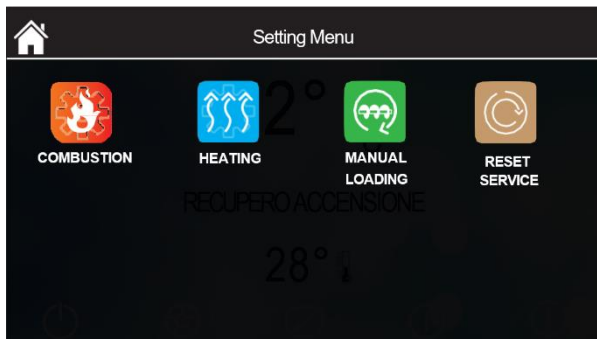 Setting Menu
COMBUSTION
HEATING
MANUAL
LOADING
RESET
SERVICE
2°
RECUPERO ACCENSIONE
28°